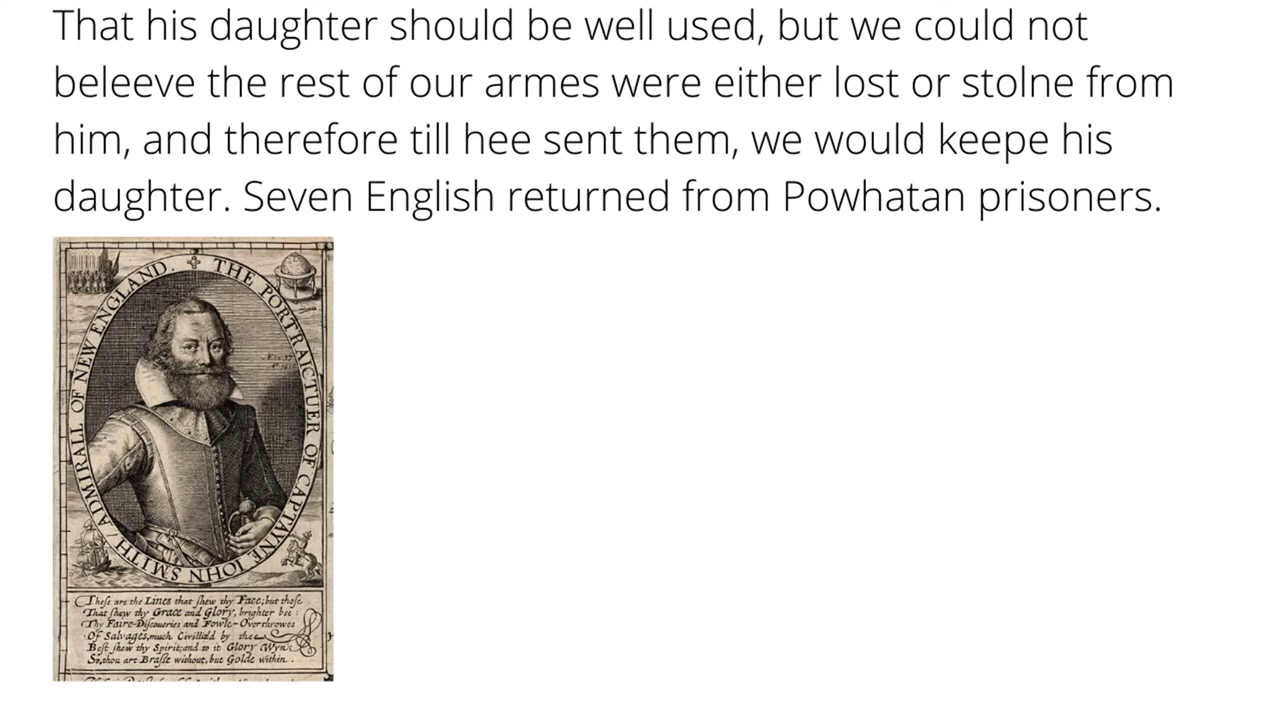 That his daughter should be well used, but we could not
beleeve the rest of our armes were either lost or stolne from
him, and therefore till hee sent them, we would keepe his
daughter. Seven English returned from Powhatan prisoners.
THE PORTRAICTUER OF CAPTAYNE IOHN SMITH / ADMIRALL OF NEW ENGLAND.
These are the Lines that shew thy Face; but those
That shew thy Grace and Glory, brighter bee :
Thy Faire-Discoueries and Fowle-Overthrowes
Of Salvages, much Civilliz'd by thee
Best shew thy Spirit; and to it Glory Wyn;
So, thou art Brasse without, but Golde within .